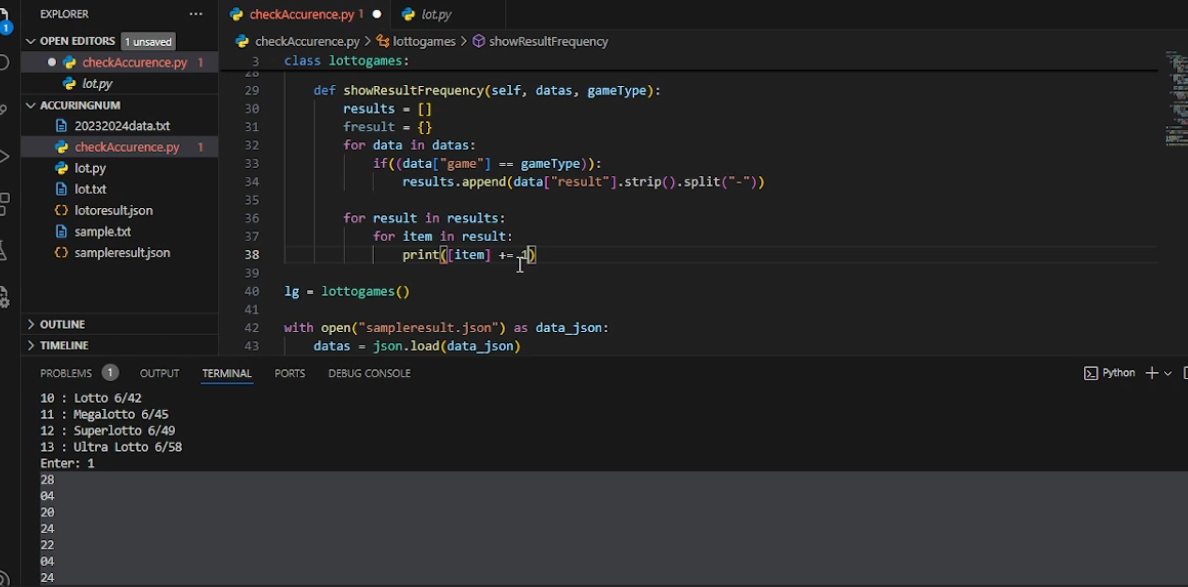 EXPLORER
OPEN EDITORS 1 unsaved
checkAccurence.py 1
lot.py
ACCURINGNUM
20232024data.txt
checkAccurence.py 1
lot.py
lot.txt
lotoresult.json
sample.txt
sampleresult.json
OUTLINE
TIMELINE
1
checkAccurence.py 1
lot.py
checkAccurence.py > lottogames > showResultFrequency
3 class lottogames:
28
29 def showResultFrequency(self, datas, gameType):
30 results = []
31 fresult = {}
32 for data in datas:
33 if((data["game"] == gameType)):
34 results.append(data["result"].strip().split("-"))
35
36 for result in results:
37 for item in result:
38 print([item] += 1)
39
40 lg = lottogames()
41
42 with open("sampleresult.json") as data_json:
43 datas = json.load(data_json)
PROBLEMS 1 OUTPUT TERMINAL PORTS DEBUG CONSOLE
Python
10 : Lotto 6/42
11 : Megalotto 6/45
12 : Superlotto 6/49
13 : Ultra Lotto 6/58
Enter: 1
28
04
20
24
22
04
24